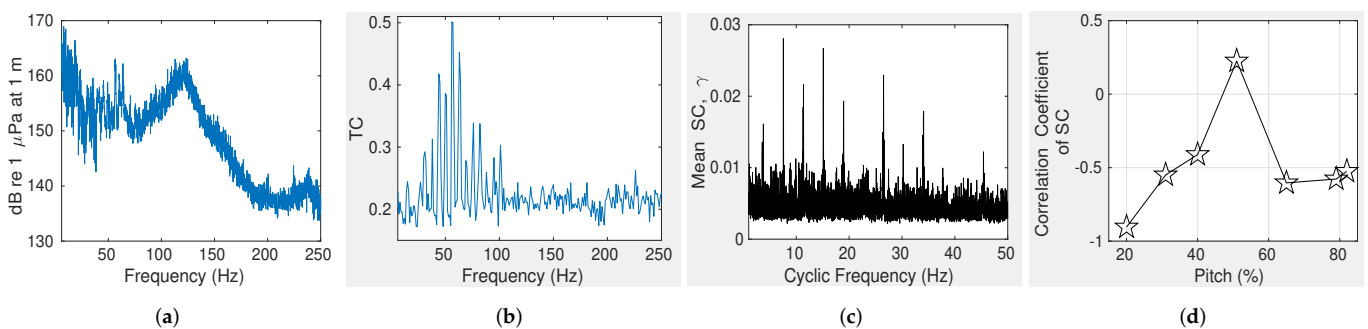 dB re 1 μPa at 1 m
170
160
150
140
130
50 100 150 200 250
Frequency (Hz)
(a)
TC
0.5
0.4
0.3
0.2
50 100 150 200 250
Frequency (Hz)
(b)
Mean SC, γ
0.03
0.02
0.01
0
10 20 30 40 50
Cyclic Frequency (Hz)
(c)
Correlation Coefficient
of SC
0.5
0
-0.5
-1
20 40 60 80
Pitch (%)
(d)